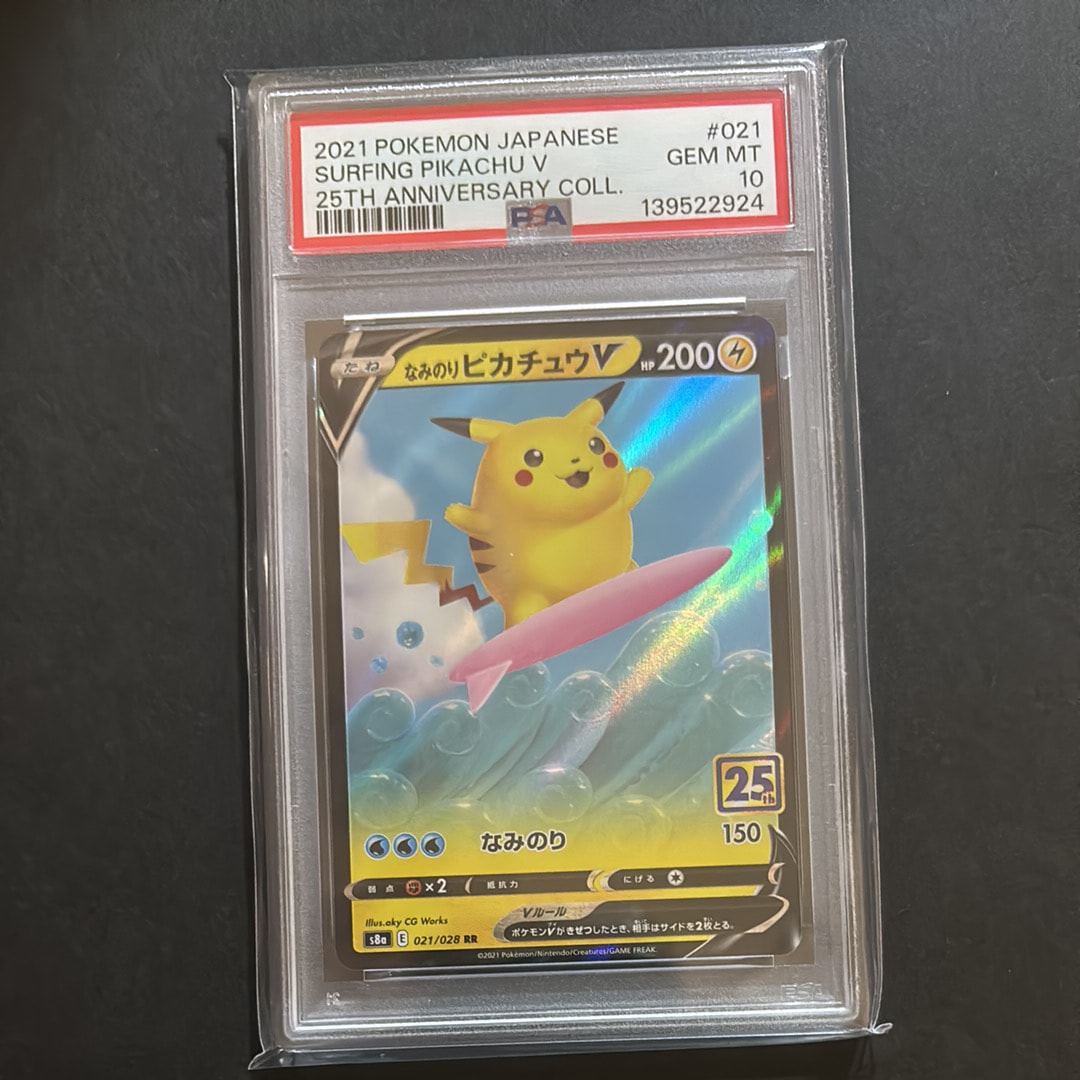 2021 POKEMON JAPANESE #021
SURFING PIKACHU V GEM MT
25TH ANNIVERSARY COLL. 10
PSA 139522924
たね なみのりピカチュウV HP 200
25th
なみのり 150
弱点 ×2 抵抗力 にげる
Illus.aky CG Works
Vルール
ポケモンVがきぜつしたとき、相手はサイドを2枚とる。
s8a E 021/028 RR
©2021 Pokémon/Nintendo/Creatures/GAME FREAK.